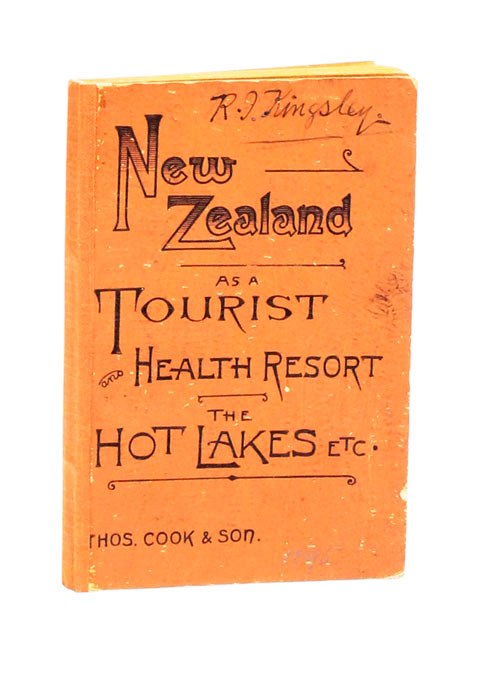 R. J. Kingsley.
New
Zealand
AS A
TOURIST
and HEALTH RESORT
THE
HOT LAKES ETC.
THOS. COOK & SON.